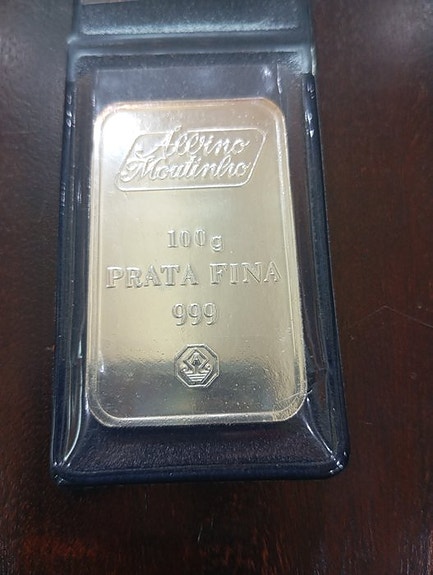 Albino
Moutinho
100g
PRATA FINA
999